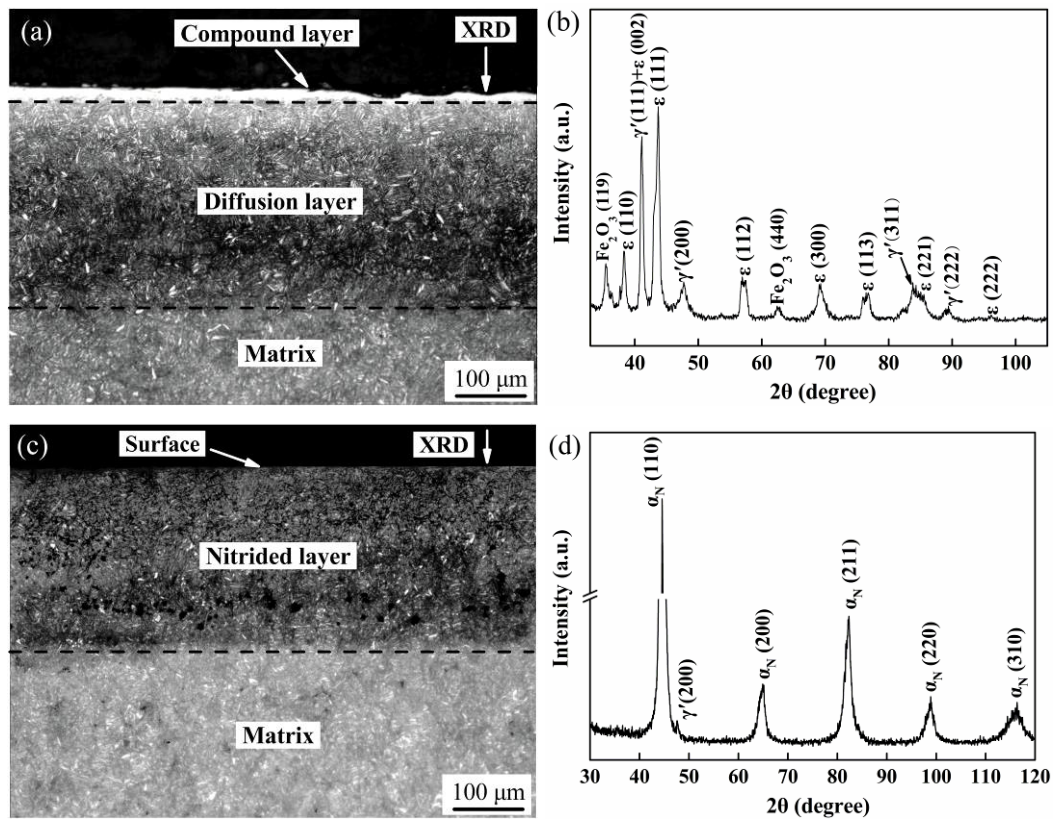 (a)
Compound layer
XRD
Diffusion layer
Matrix
100 μm
(b)
Intensity (a.u.)
Fe2O3 (119)
ε (110)
γ′(111)+ε (002)
ε (111)
γ′(200)
ε (112)
Fe2O3 (440)
ε (300)
ε (113)
γ′(311)
ε (221)
γ′(222)
ε (222)
40 50 60 70 80 90 100
2θ (degree)
(c)
Surface
XRD
Nitrided layer
Matrix
100 μm
(d)
Intensity (a.u.)
αN (110)
γ′(200)
αN (200)
αN (211)
αN (220)
αN (310)
30 40 50 60 70 80 90 100 110 120
2θ (degree)